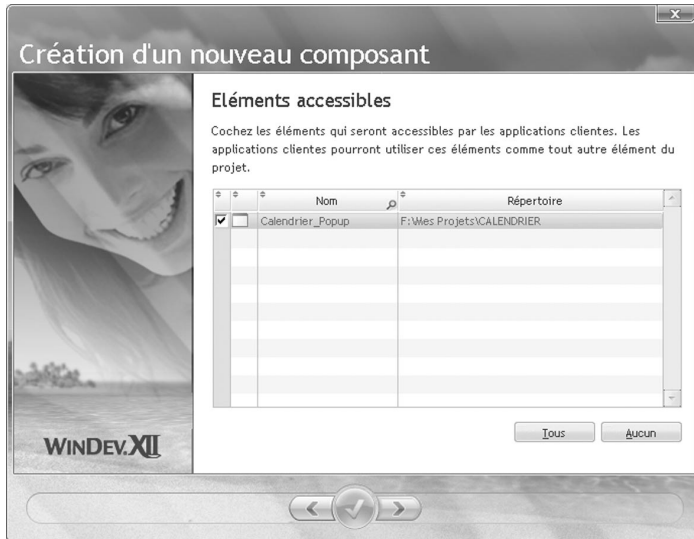 Création d'un nouveau composant
Eléments accessibles
Cochez les éléments qui seront accessibles par les applications clientes. Les
applications clientes pourront utiliser ces éléments comme tout autre élément du
projet.
Nom Répertoire
Calendrier_Popup F:\Mes Projets\CALENDRIER
Tous Aucun
WINDEV.XII